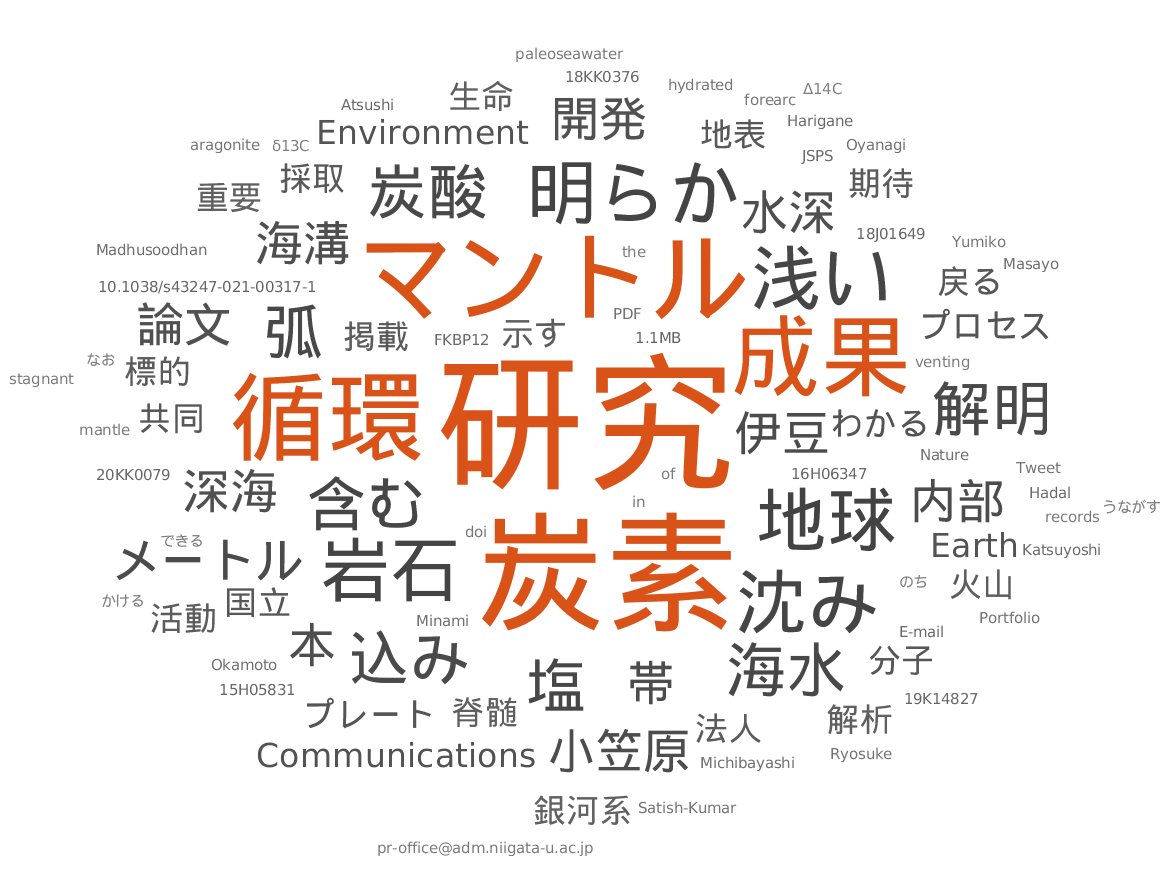 paleoseawater
18KK0376
hydrated
Δ14C
生命
forearc
Atsushi
開発
Harigane
Environment
地表
aragonite
δ13C
Oyanagi
JSPS
採取
重要
炭酸
明らか
期待
水深
海溝
18J01649
Madhusoodhan
マントル
the
浅い
Yumiko
Masayo
戻る
10.1038/s43247-021-00317-1
論文
弧
掲載
FKBP12
示す
PDF
1.1MB
成果
プロセス
なお
標的
venting
stagnant
循環
研究
解明
mantle
共同
伊豆
わかる
Nature
20KK0079
深海
of
16H06347
Tweet
含む
in
地球
内部
Hadal
records
うながす
できる
メートル
岩石
doi
炭素
Earth
Katsuyoshi
かける
活動
国立
沈み
のち
火山
Minami
Portfolio
本
込み
E-mail
Okamoto
15H05831
塩
帯
海水
分子
19K14827
プレート
脊髄
法人
解析
Communications
小笠原
Michibayashi
Ryosuke
銀河系
Satish-Kumar
pr-office@adm.niigata-u.ac.jp